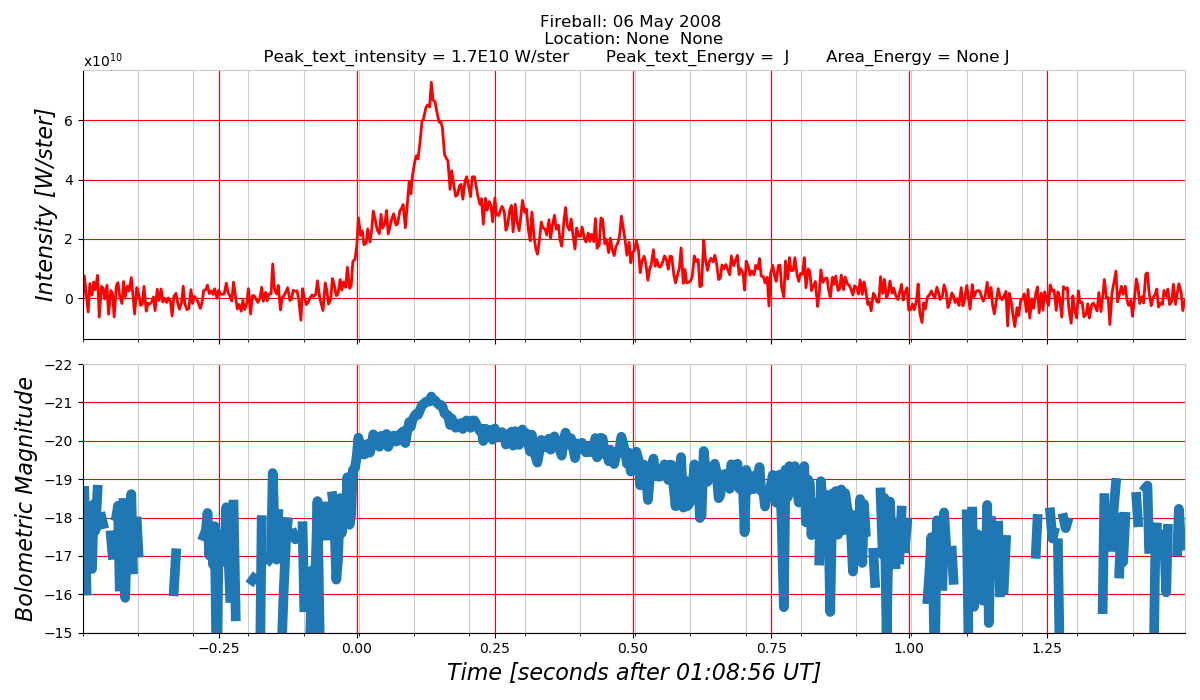 Fireball: 06 May 2008
Location: None  None
Peak_text_intensity = 1.7E10 W/ster       Peak_text_Energy =  J       Area_Energy = None J
x10¹⁰
Intensity [W/ster]
6
4
2
0
Bolometric Magnitude
−22
−21
−20
−19
−18
−17
−16
−15
−0.25 0.00 0.25 0.50 0.75 1.00 1.25
Time [seconds after 01:08:56 UT]